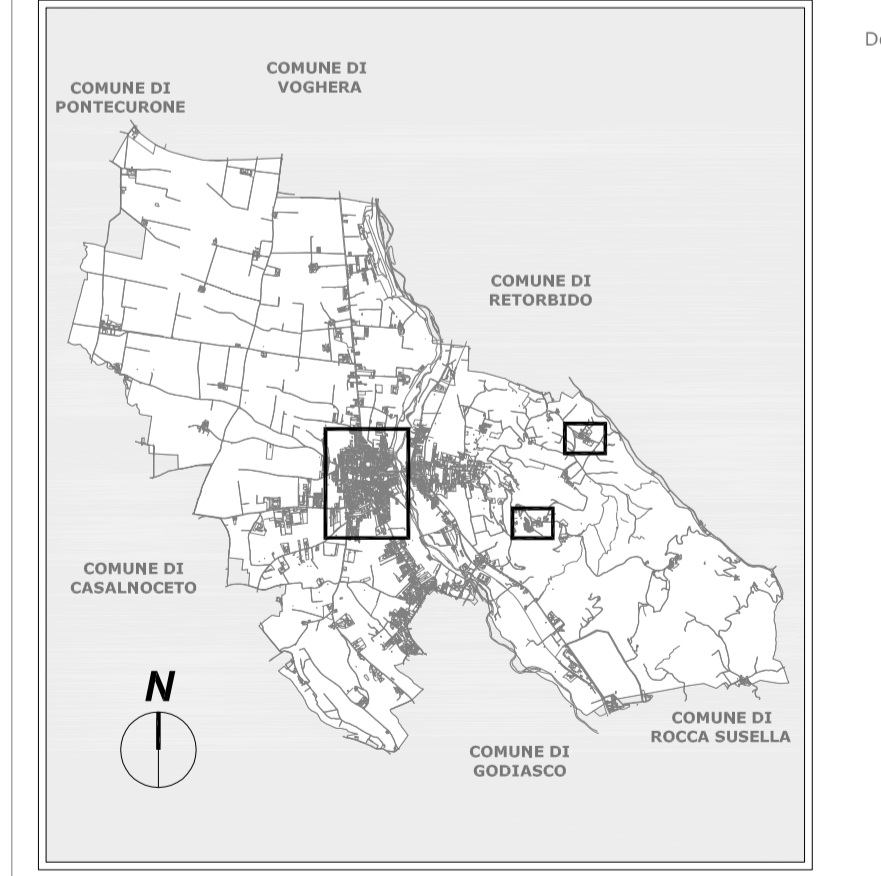 COMUNE DI
VOGHERA
COMUNE DI
PONTECURONE
COMUNE DI
RETORBIDO
COMUNE DI
CASALNOCETO
N
COMUNE DI
ROCCA SUSELLA
COMUNE DI
GODIASCO